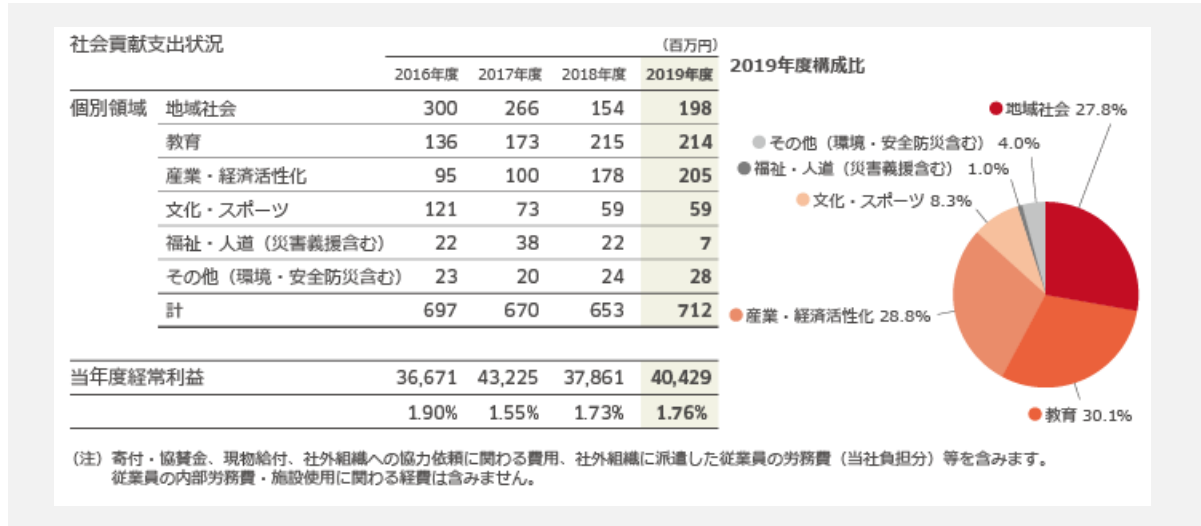 社会貢献支出状況
（百万円）
2016年度 2017年度 2018年度 2019年度
個別領域 地域社会 300 266 154 198
教育 136 173 215 214
産業・経済活性化 95 100 178 205
文化・スポーツ 121 73 59 59
福祉・人道（災害義援含む） 22 38 22 7
その他（環境・安全防災含む） 23 20 24 28
計 697 670 653 712
当年度経常利益 36,671 43,225 37,861 40,429
1.90% 1.55% 1.73% 1.76%
2019年度構成比
地域社会 27.8%
その他（環境・安全防災含む） 4.0%
福祉・人道（災害義援含む） 1.0%
文化・スポーツ 8.3%
産業・経済活性化 28.8%
教育 30.1%
（注）寄付・協賛金、現物給付、社外組織への協力依頼に関わる費用、社外組織に派遣した従業員の労務費（当社負担分）等を含みます。
従業員の内部労務費・施設使用に関わる経費は含みません。